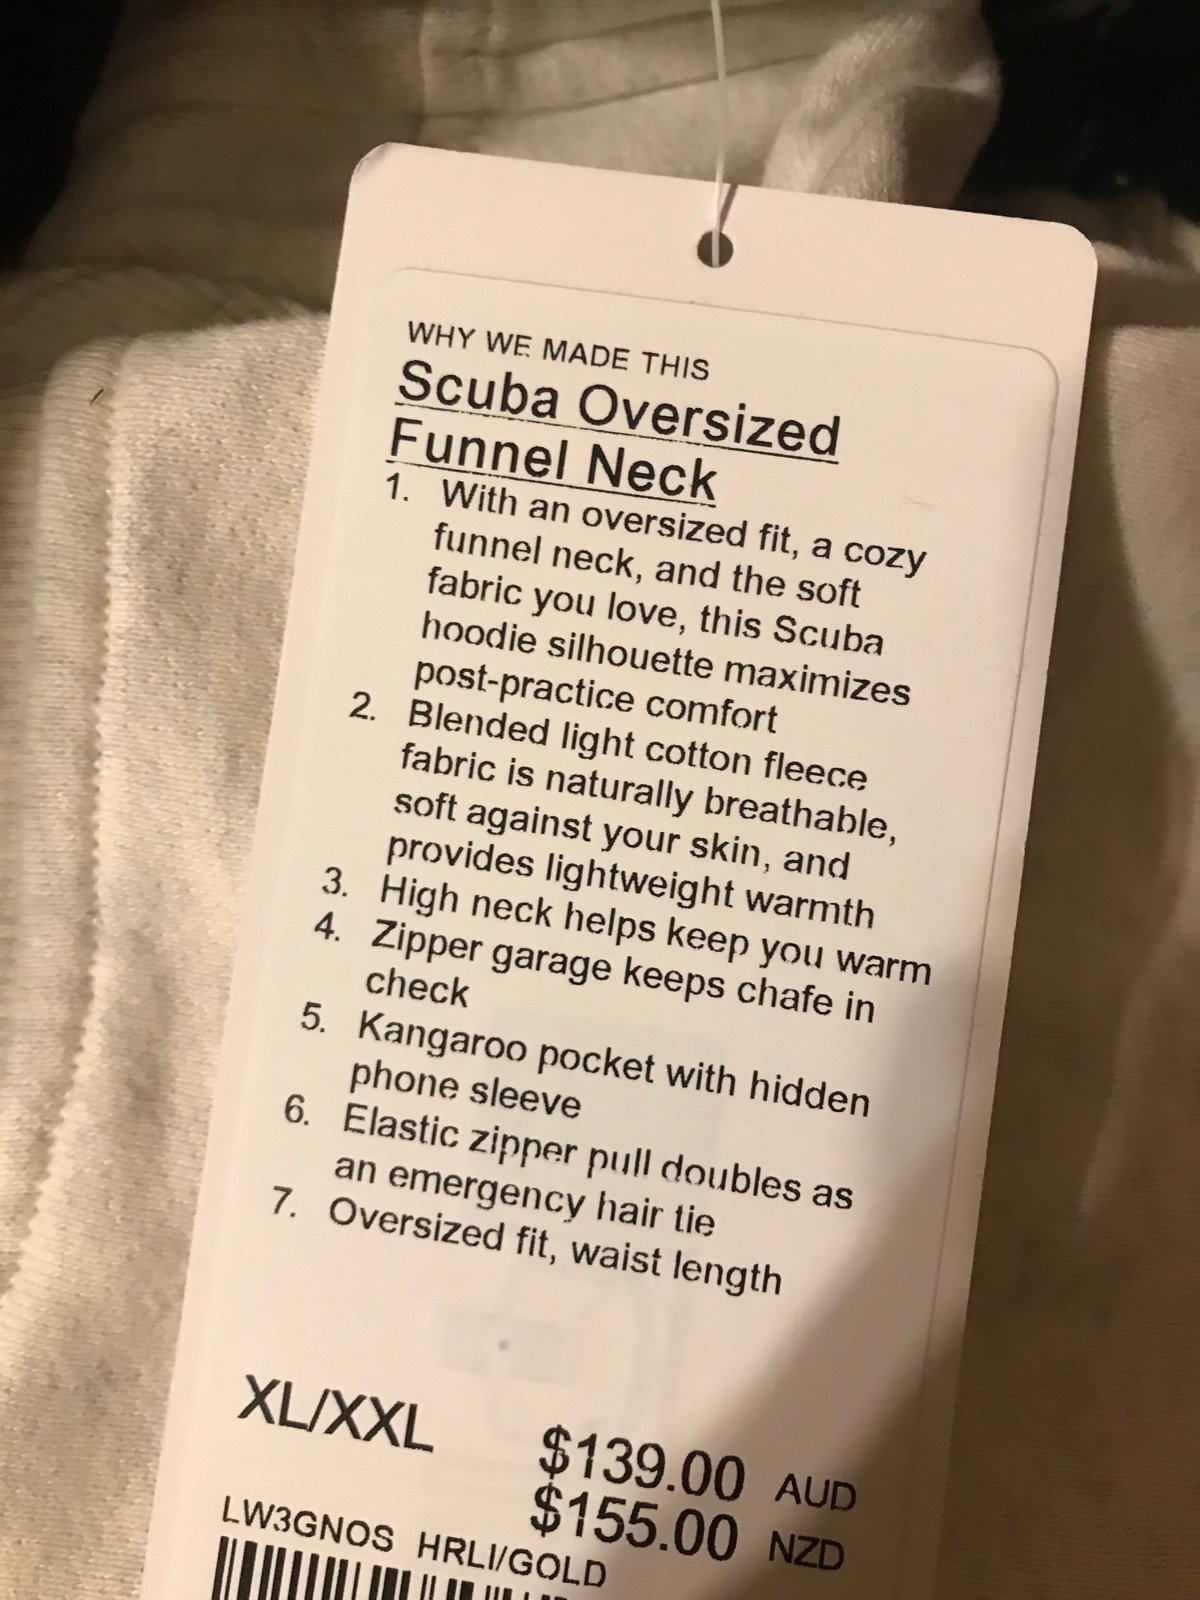 WHY WE MADE THIS
Scuba Oversized
Funnel Neck
1. With an oversized fit, a cozy
funnel neck, and the soft
fabric you love, this Scuba
hoodie silhouette maximizes
post-practice comfort
2. Blended light cotton fleece
fabric is naturally breathable,
soft against your skin, and
provides lightweight warmth
3. High neck helps keep you warm
4. Zipper garage keeps chafe in
check
5. Kangaroo pocket with hidden
phone sleeve
6. Elastic zipper pull doubles as
an emergency hair tie
7. Oversized fit, waist length
XL/XXL
$139.00 AUD
$155.00 NZD
LW3GNOS HRLI/GOLD